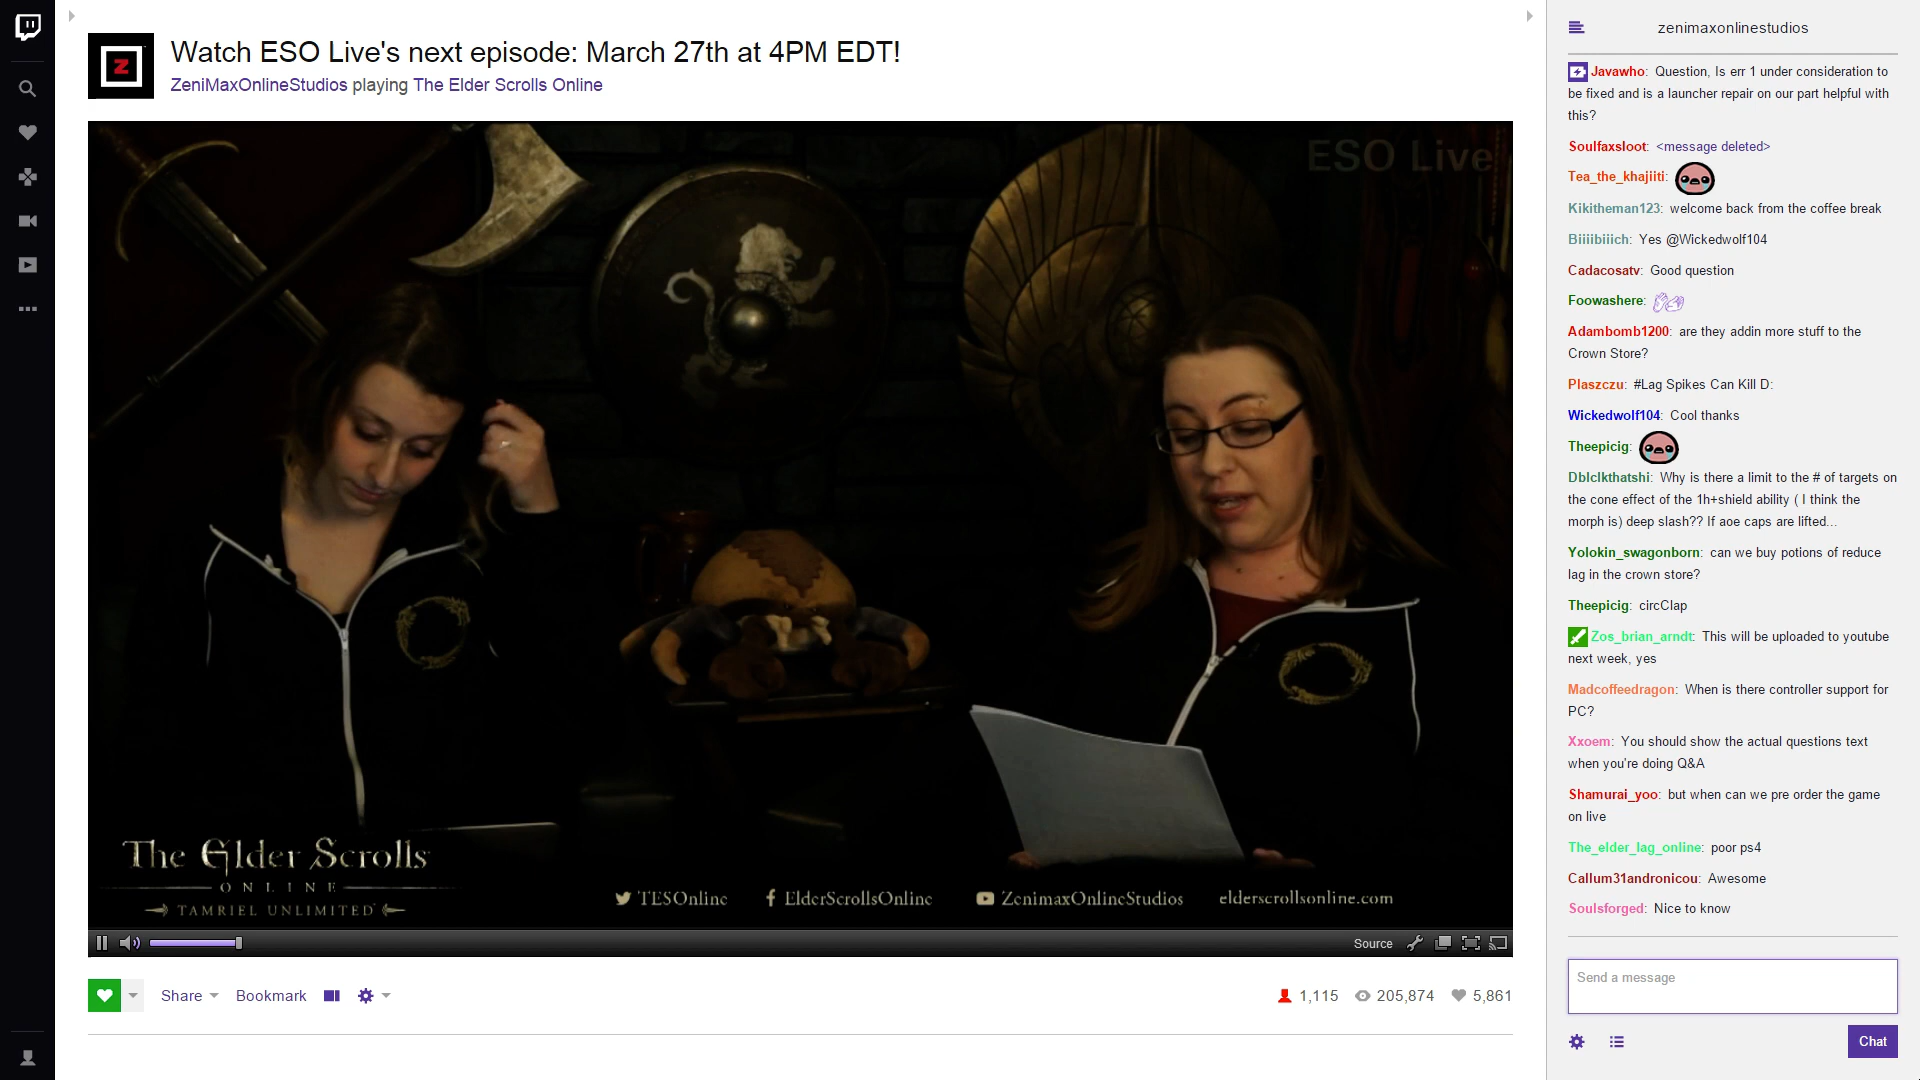 Watch ESO Live's next episode: March 27th at 4PM EDT!
ZeniMaxOnlineStudios playing The Elder Scrolls Online
Z
ESO Live
The Elder Scrolls
ONLINE
TAMRIEL UNLIMITED
TESOnline
ElderScrollsOnline
ZenimaxOnlineStudios
elderscrollsonline.com
Source
Share
Bookmark
1,115
205,874
5,861
zenimaxonlinestudios
Javawho: Question, Is err 1 under consideration to
be fixed and is a launcher repair on our part helpful with
this?
Soulfaxsloot: <message deleted>
Tea_the_khajiiti:
Kikitheman123: welcome back from the coffee break
Biiiibiiich: Yes @Wickedwolf104
Cadacosatv: Good question
Foowashere:
Adambomb1200: are they addin more stuff to the
Crown Store?
Plaszczu: #Lag Spikes Can Kill D:
Wickedwolf104: Cool thanks
Theepicig:
Dblclkthatshi: Why is there a limit to the # of targets on
the cone effect of the 1h+shield ability ( I think the
morph is) deep slash?? If aoe caps are lifted...
Yolokin_swagonborn: can we buy potions of reduce
lag in the crown store?
Theepicig: circClap
Zos_brian_arndt: This will be uploaded to youtube
next week, yes
Madcoffeedragon: When is there controller support for
PC?
Xxoem: You should show the actual questions text
when you're doing Q&A
Shamurai_yoo: but when can we pre order the game
on live
The_elder_lag_online: poor ps4
Callum31andronicou: Awesome
Soulsforged: Nice to know
Send a message
Chat